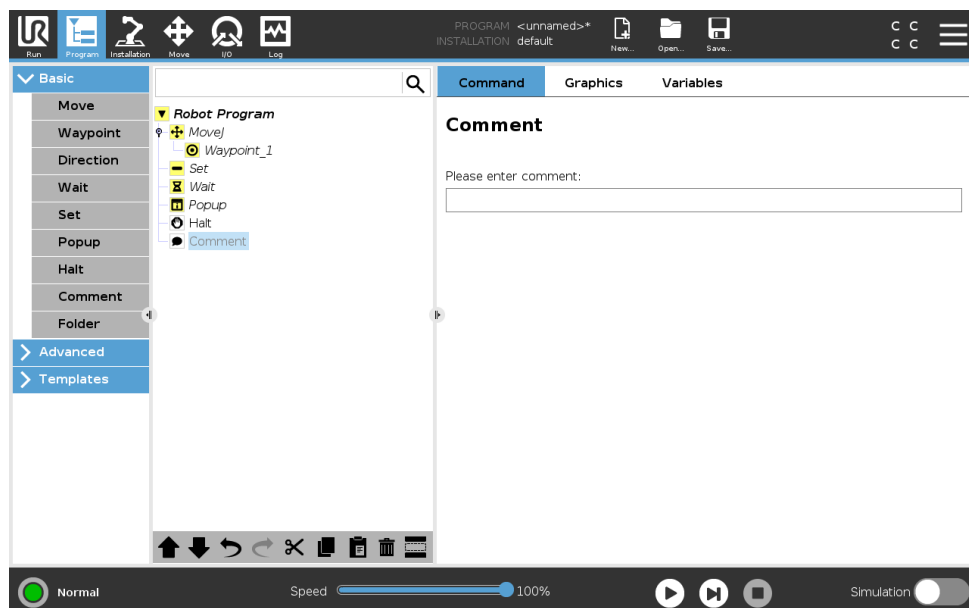 UR
Run
Program
Installation
Move
I/O
Log
PROGRAM <unnamed>*
INSTALLATION default
New...
Open...
Save...
C C
C C
Basic
Move
Waypoint
Direction
Wait
Set
Popup
Halt
Comment
Folder
Advanced
Templates
Robot Program
MoveJ
Waypoint_1
Set
Wait
Popup
Halt
Comment
Command Graphics Variables
Comment
Please enter comment:
Normal
Speed 100%
Simulation